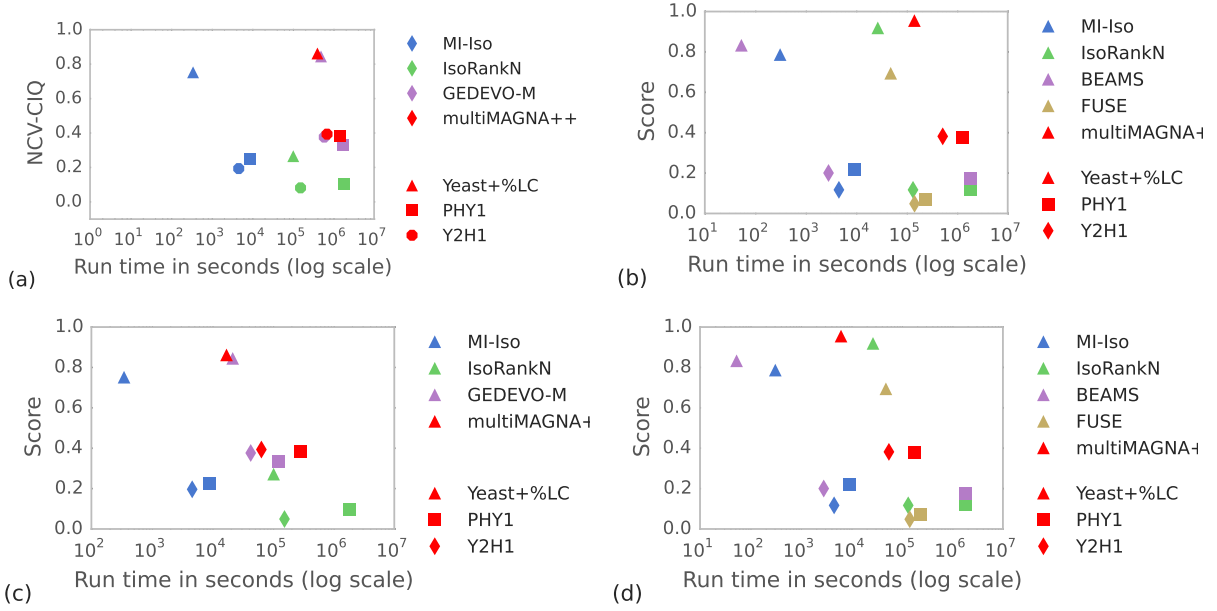 NCV-CIQ
1.0
0.8
0.6
0.4
0.2
0.0
10^0 10^1 10^2 10^3 10^4 10^5 10^6 10^7
Run time in seconds (log scale)
MI-Iso
IsoRankN
GEDEVO-M
multiMAGNA++
Yeast+%LC
PHY1
Y2H1
(a)
Score
1.0
0.8
0.6
0.4
0.2
0.0
10^1 10^2 10^3 10^4 10^5 10^6 10^7
Run time in seconds (log scale)
MI-Iso
IsoRankN
BEAMS
FUSE
multiMAGNA+
Yeast+%LC
PHY1
Y2H1
(b)
Score
1.0
0.8
0.6
0.4
0.2
0.0
10^2 10^3 10^4 10^5 10^6 10^7
Run time in seconds (log scale)
MI-Iso
IsoRankN
GEDEVO-M
multiMAGNA+
Yeast+%LC
PHY1
Y2H1
(c)
Score
1.0
0.8
0.6
0.4
0.2
0.0
10^1 10^2 10^3 10^4 10^5 10^6 10^7
Run time in seconds (log scale)
MI-Iso
IsoRankN
BEAMS
FUSE
multiMAGNA+
Yeast+%LC
PHY1
Y2H1
(d)